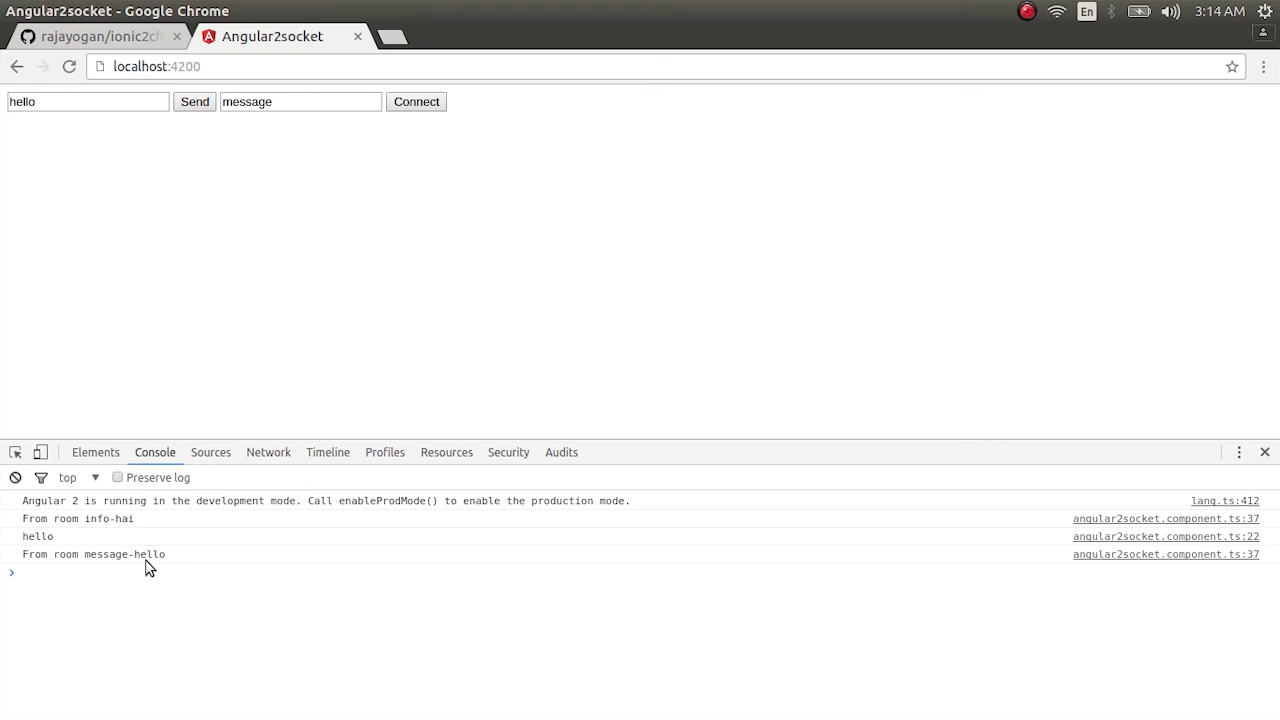 Angular2socket - Google Chrome
En
3:14 AM
rajayogan/ionic2ch
Angular2socket
localhost:4200
hello
Send
message
Connect
Elements
Console
Sources
Network
Timeline
Profiles
Resources
Security
Audits
top
Preserve log
Angular 2 is running in the development mode. Call enableProdMode() to enable the production mode.
lang.ts:412
From room info-hai
angular2socket.component.ts:37
hello
angular2socket.component.ts:22
From room message-hello
angular2socket.component.ts:37